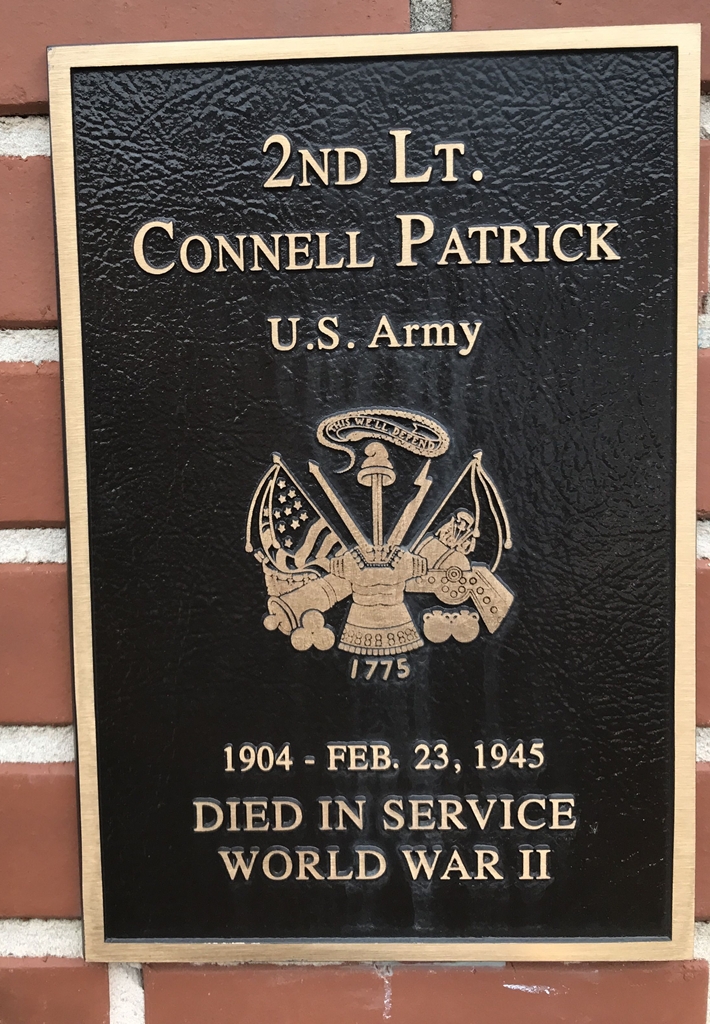 2ND LT.
CONNELL PATRICK
U.S. Army
THIS WE'LL DEFEND
1775
1904 - FEB. 23, 1945
DIED IN SERVICE
WORLD WAR II